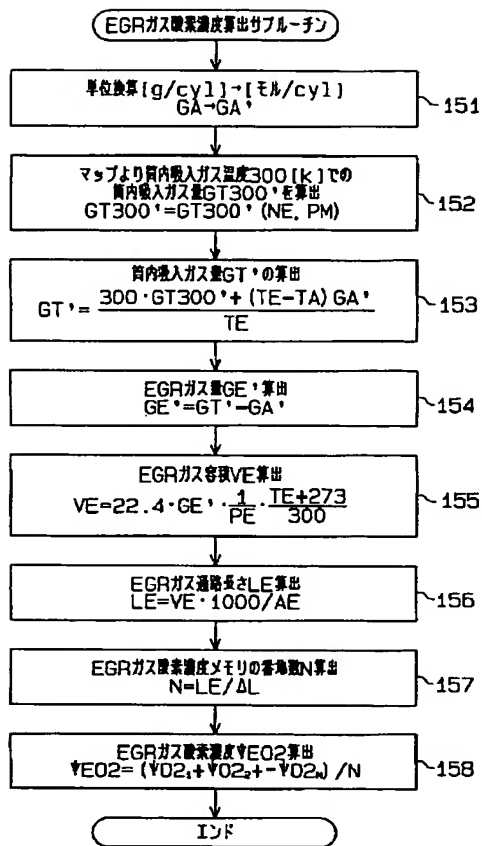 EGRガス酸素濃度算出サブルーチン
単位換算[g/cyl]→[モル/cyl]
GA→GA'
151
マップより筒内吸入ガス温度300[k]での
筒内吸入ガス量GT300'を算出
GT300'=GT300'(NE, PM)
152
筒内吸入ガス量GT'の算出
GT'= 300・GT300'+(TE-TA)GA' / TE
153
EGRガス量GE'算出
GE'=GT'-GA'
154
EGRガス容積VE算出
VE=22.4・GE'・1/PE・TE+273/300
155
EGRガス通路長さLE算出
LE=VE・1000/AE
156
EGRガス酸素濃度メモリの番地数N算出
N=LE/ΔL
157
EGRガス酸素濃度ΨEO2算出
ΨEO2=(ΨO2₁+ΨO2₂+-ΨO2N)/N
158
エンド